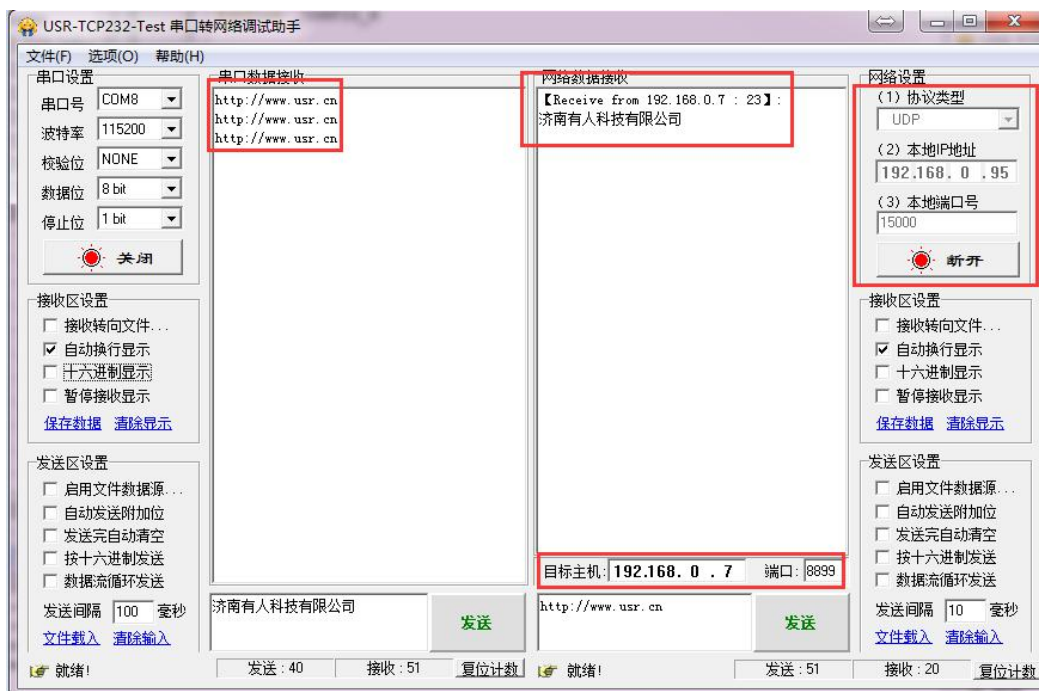 USR-TCP232-Test 串口转网络调试助手
文件(F) 选项(O) 帮助(H)
串口设置
串口号 COM8
波特率 115200
校验位 NONE
数据位 8 bit
停止位 1 bit
关闭
接收区设置
接收转向文件...
自动换行显示
十六进制显示
暂停接收显示
保存数据 清除显示
发送区设置
启用文件数据源...
自动发送附加位
发送完自动清空
按十六进制发送
数据流循环发送
发送间隔 100 毫秒
文件载入 清除输入
就绪!
串口数据接收
http://www.usr.cn
http://www.usr.cn
http://www.usr.cn
济南有人科技有限公司
发送
发送:40 接收:51 复位计数
网络数据接收
【Receive from 192.168.0.7 : 23】:
济南有人科技有限公司
目标主机: 192.168. 0 . 7 端口: 8899
http://www.usr.cn
发送
就绪! 发送:51 接收:20 复位计数
网络设置
(1) 协议类型
UDP
(2) 本地IP地址
192.168. 0 .95
(3) 本地端口号
15000
断开
接收区设置
接收转向文件...
自动换行显示
十六进制显示
暂停接收显示
保存数据 清除显示
发送区设置
启用文件数据源...
自动发送附加位
发送完自动清空
按十六进制发送
数据流循环发送
发送间隔 10 毫秒
文件载入 清除输入